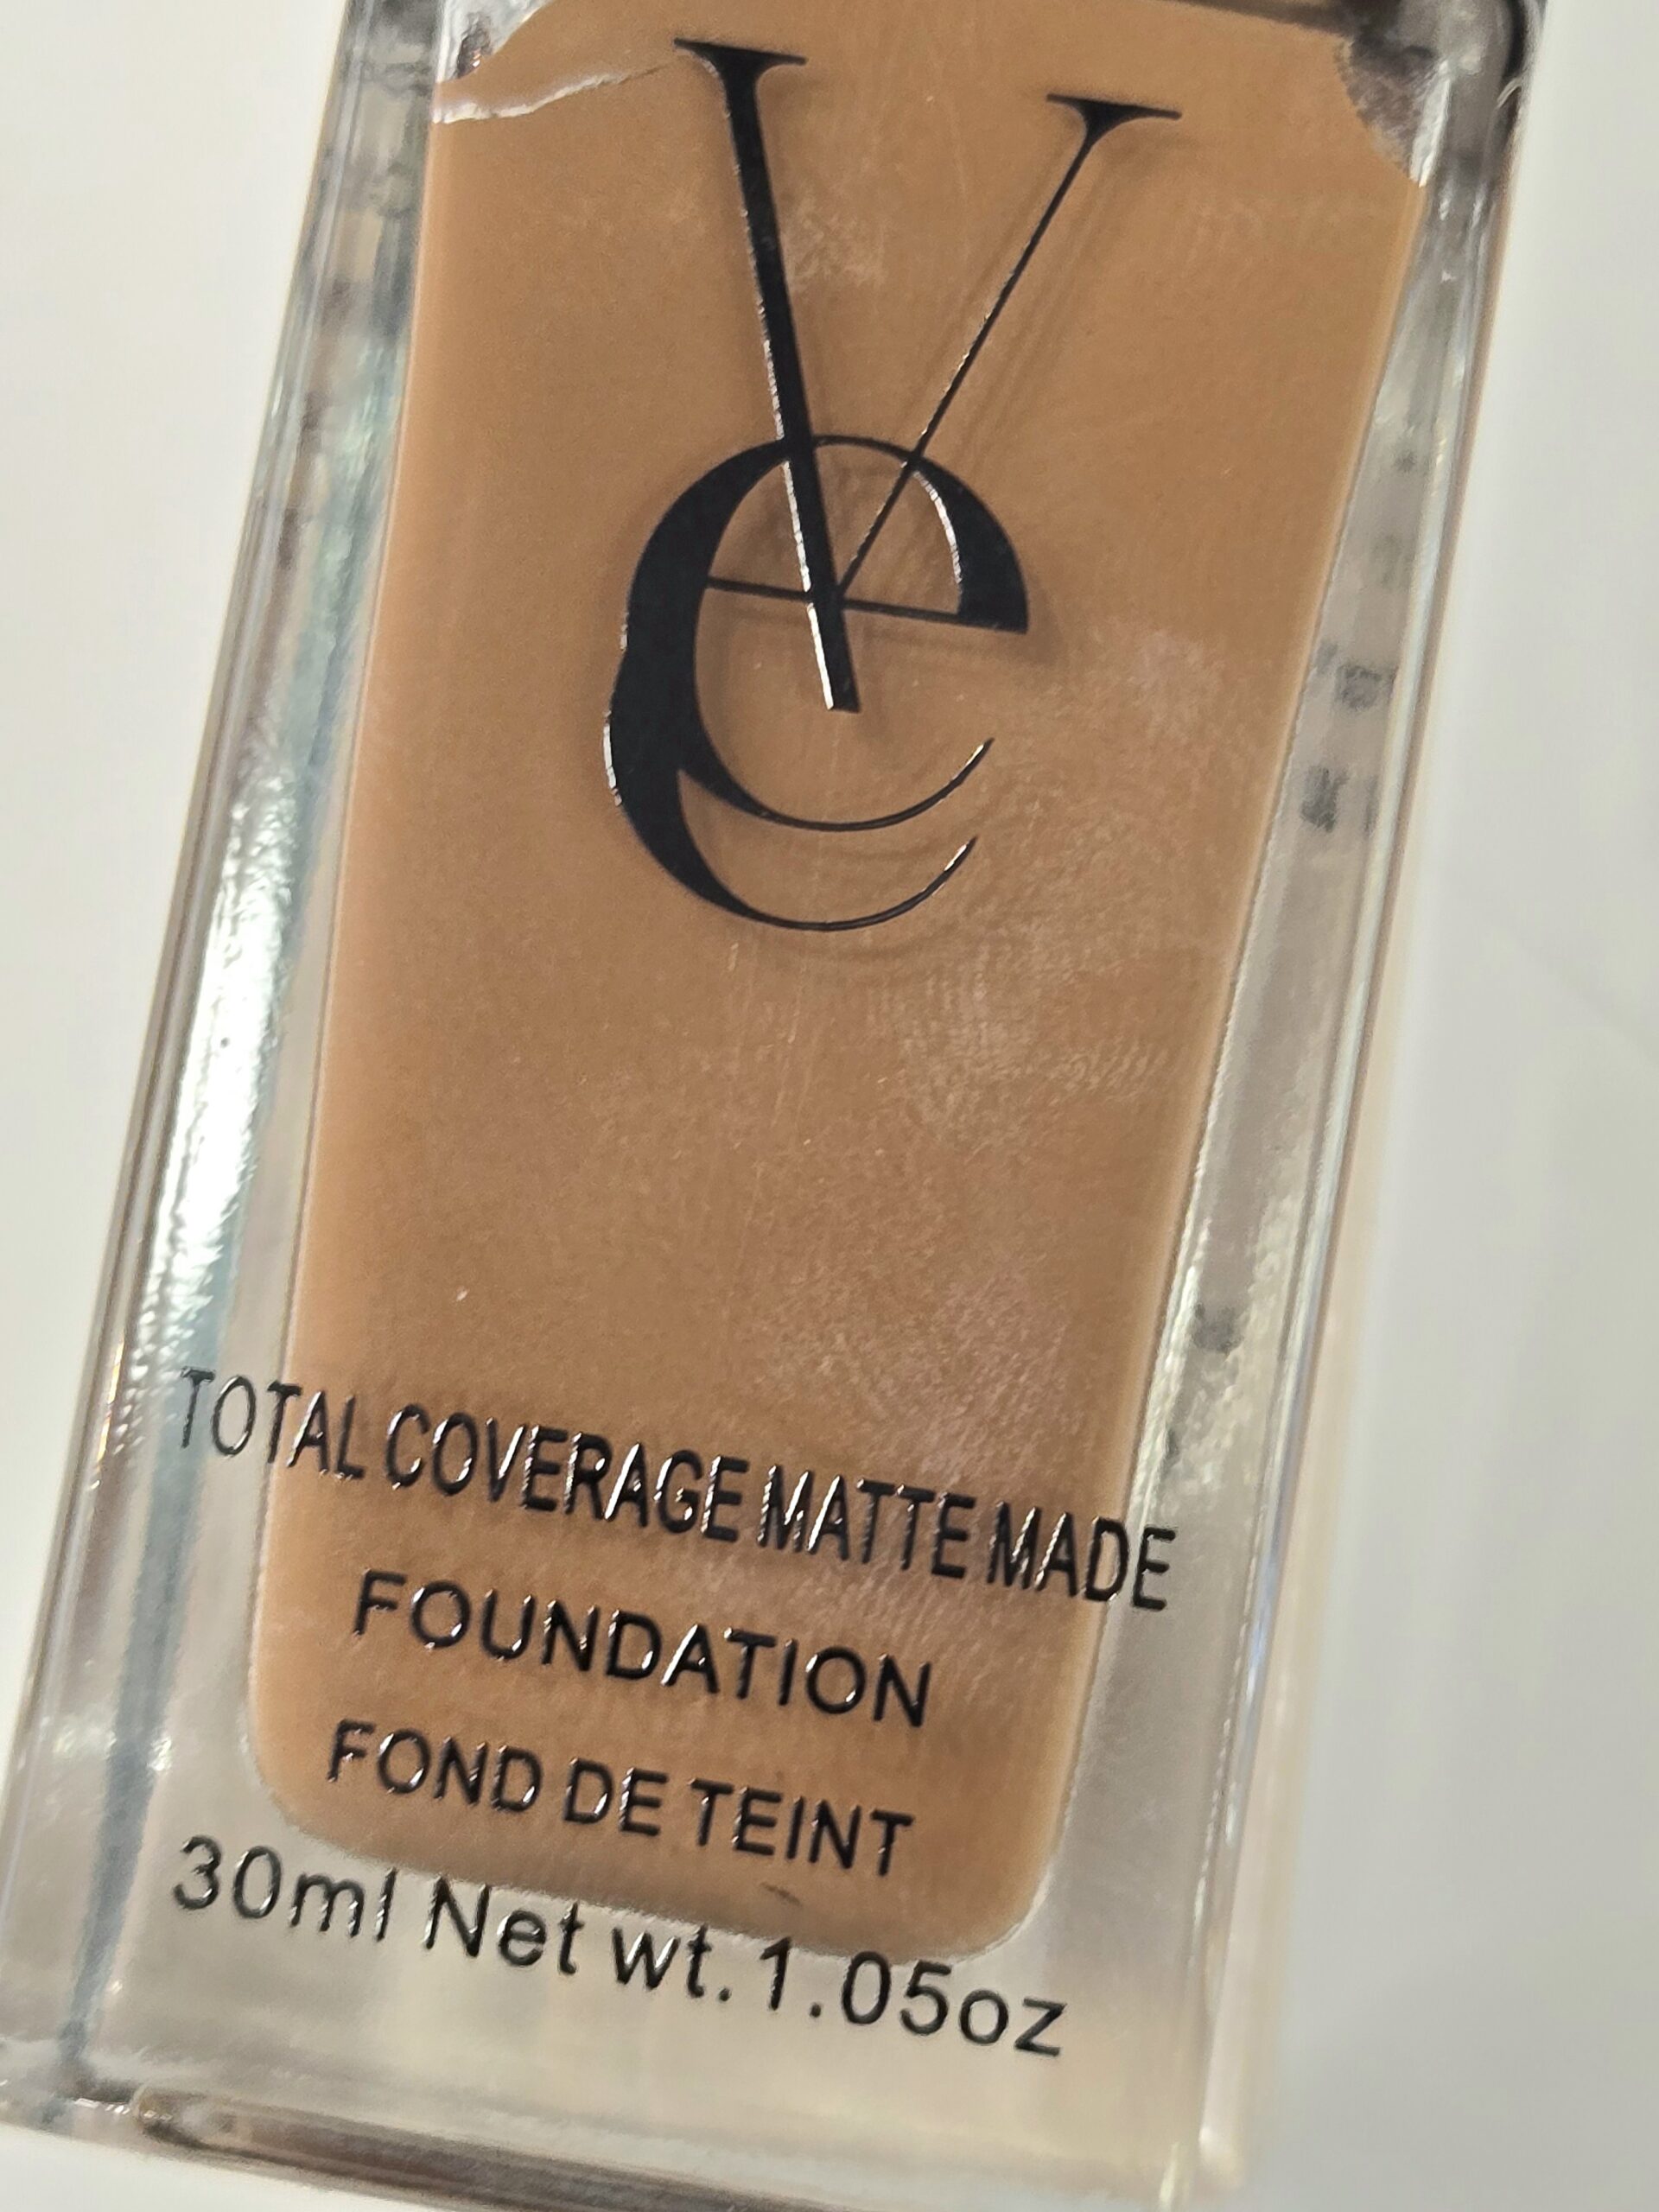 Ve
TOTAL COVERAGE MATTE MADE
FOUNDATION
FOND DE TEINT
30ml Net wt. 1.05oz